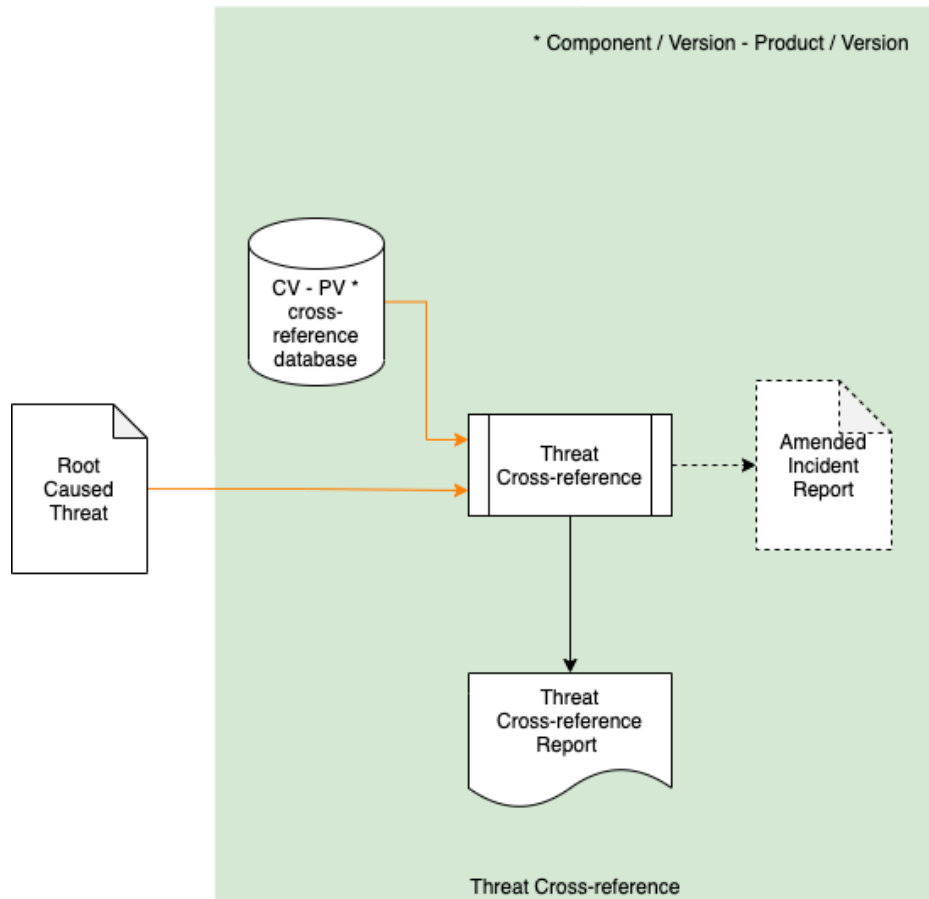 * Component / Version - Product / Version
CV - PV *
cross-
reference
database
Root
Caused
Threat
Threat
Cross-reference
Amended
Incident
Report
Threat
Cross-reference
Report
Threat Cross-reference